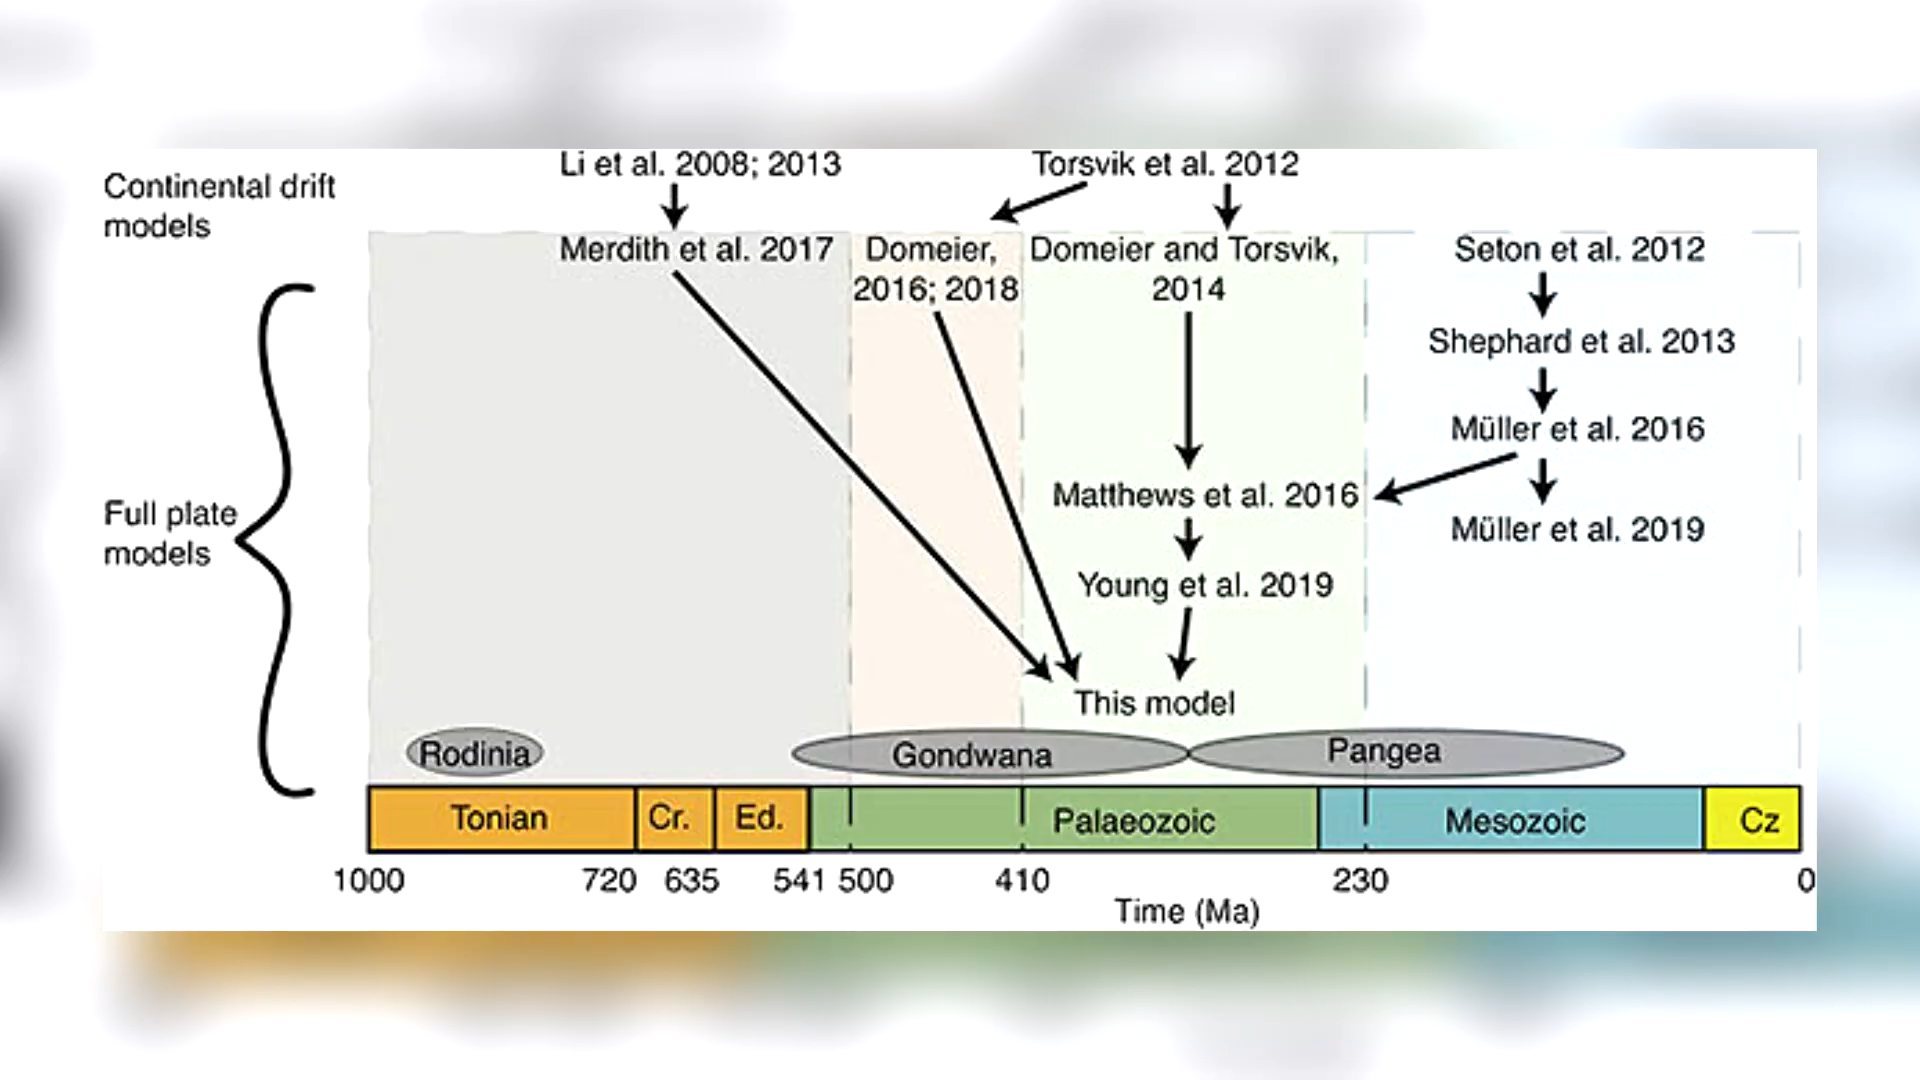 Continental drift
models
Li et al. 2008; 2013
Torsvik et al. 2012
Merdith et al. 2017
Domeier,
2016; 2018
Domeier and Torsvik,
2014
Seton et al. 2012
Shephard et al. 2013
Müller et al. 2016
Matthews et al. 2016
Müller et al. 2019
Full plate
models
Young et al. 2019
This model
Rodinia
Gondwana
Pangea
Tonian
Cr.
Ed.
Palaeozoic
Mesozoic
Cz
1000
720
635
541
500
410
230
0
Time (Ma)